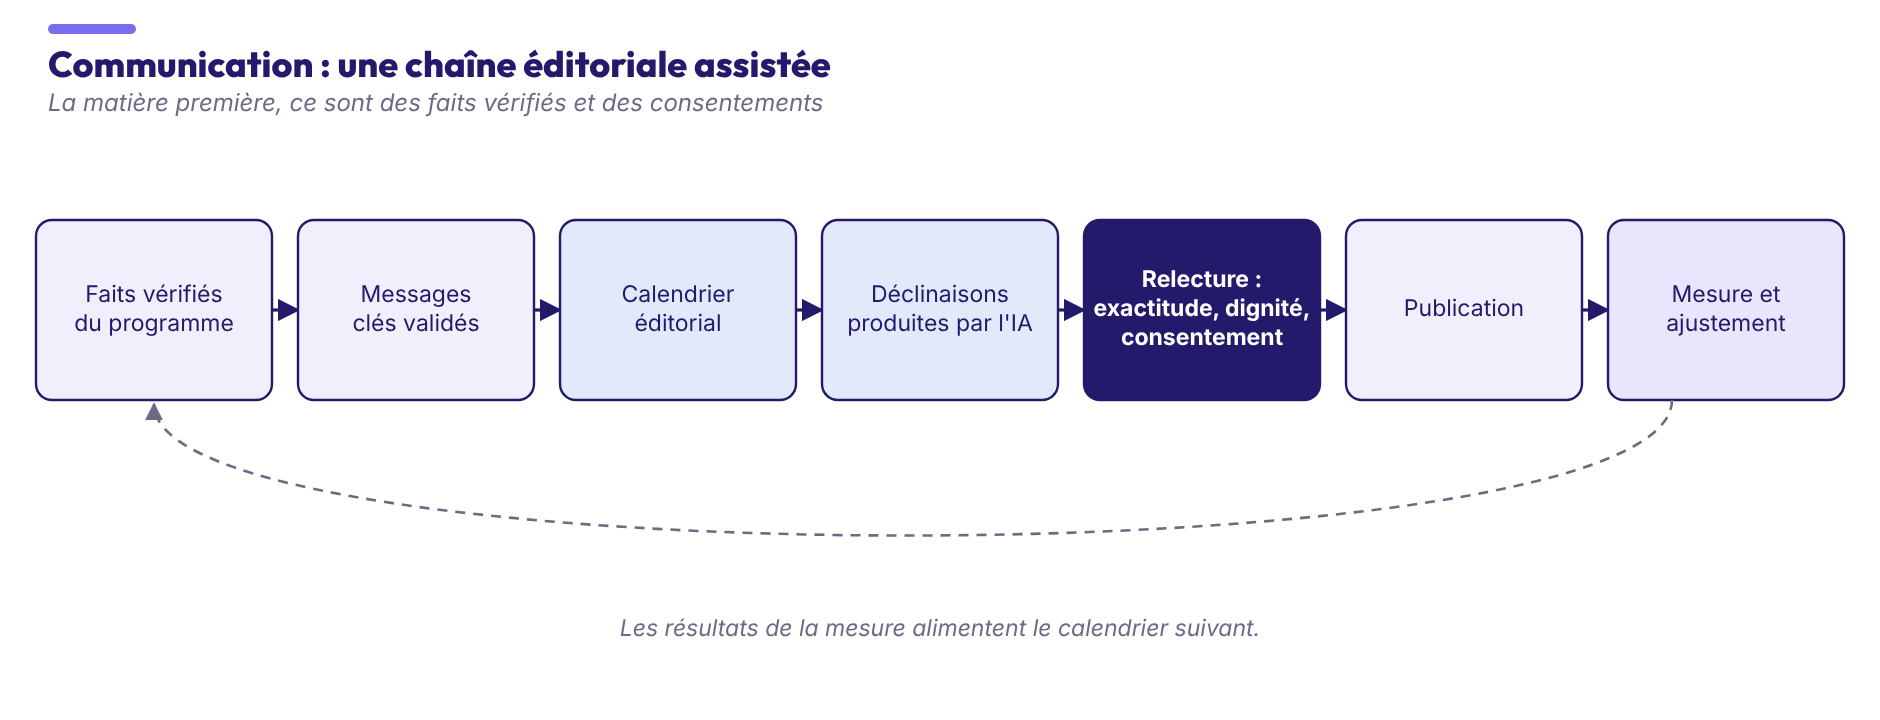 Communication : une chaîne éditoriale assistée
La matière première, ce sont des faits vérifiés et des consentements
Faits vérifiés
du programme
Messages
clés validés
Calendrier
éditorial
Déclinaisons
produites par l'IA
Relecture :
exactitude, dignité,
consentement
Publication
Mesure et
ajustement
Les résultats de la mesure alimentent le calendrier suivant.